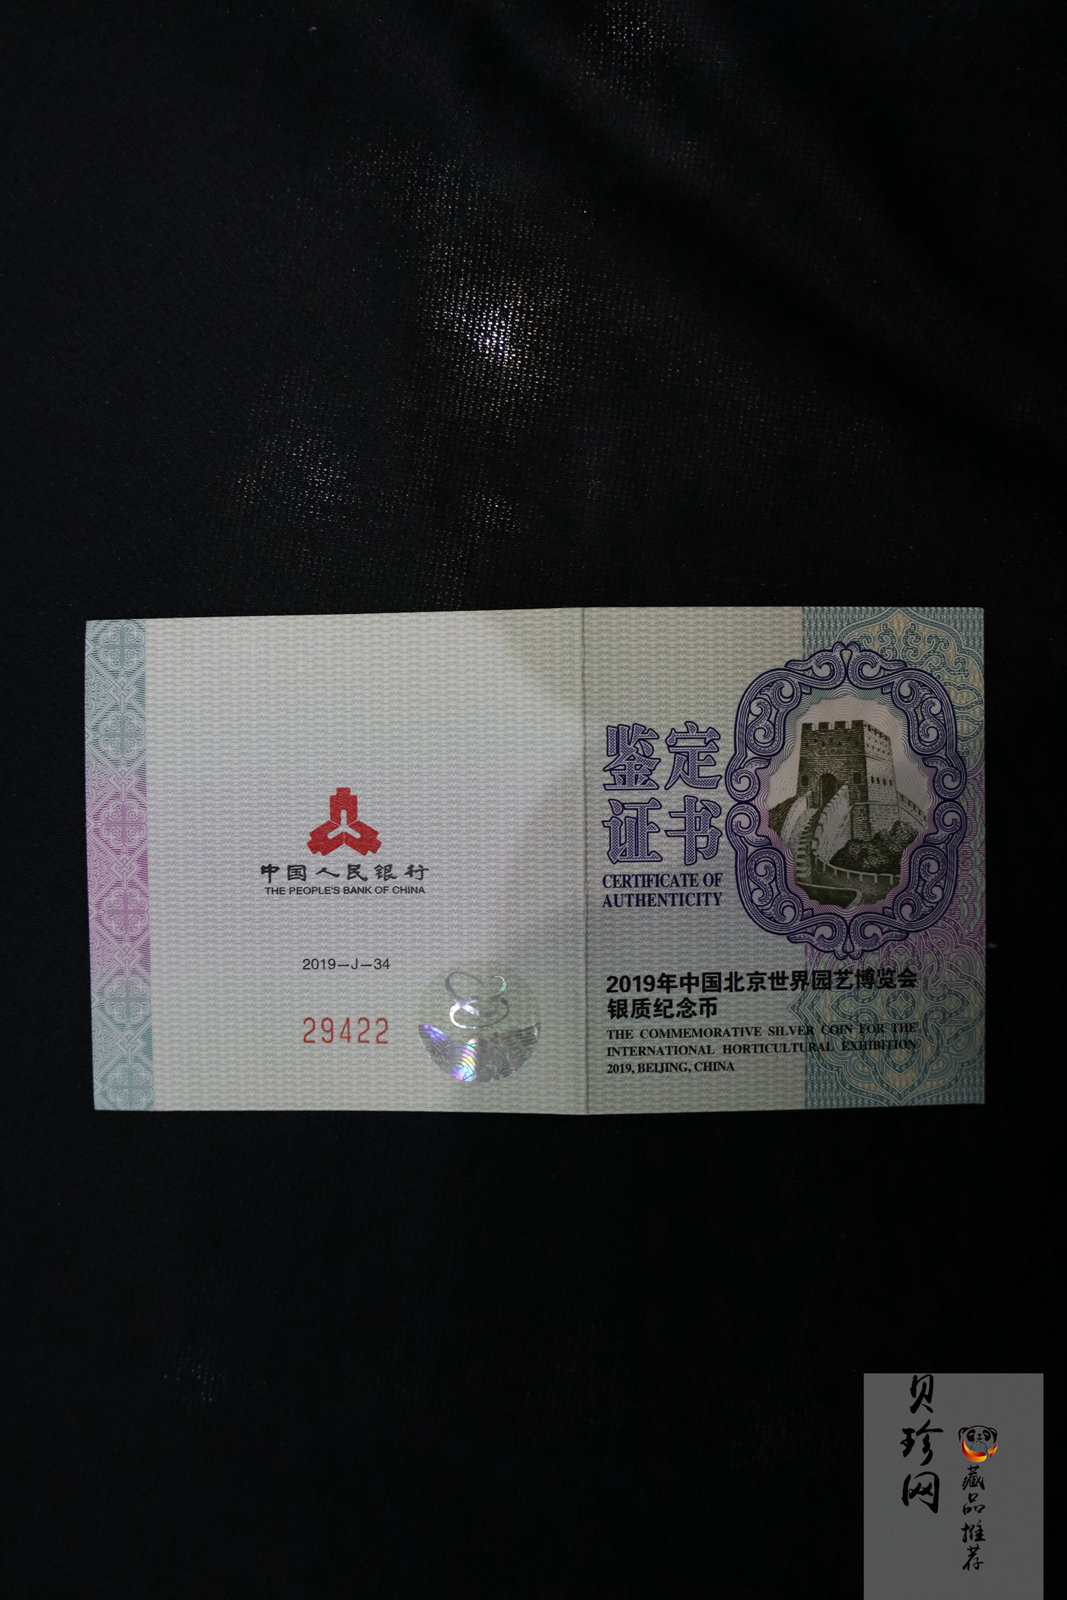 中国人民银行
THE PEOPLE'S BANK OF CHINA
2019—J—34
29422
鉴定
证书
CERTIFICATE OF
AUTHENTICITY
2019年中国北京世界园艺博览会
银质纪念币
THE COMMEMORATIVE SILVER COIN FOR THE
INTERNATIONAL HORTICULTURAL EXHIBITION
2019, BEIJING, CHINA
贝珍网
藏品推荐